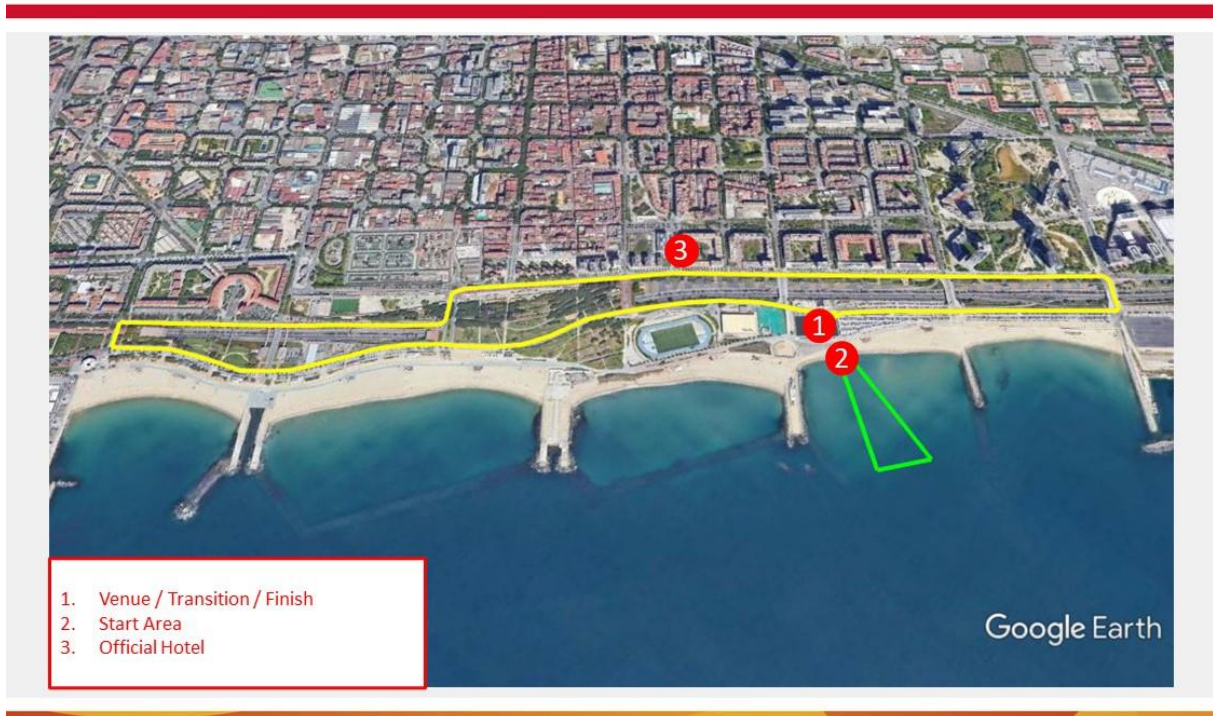 3
1
2
1. Venue / Transition / Finish
2. Start Area
3. Official Hotel
Google Earth